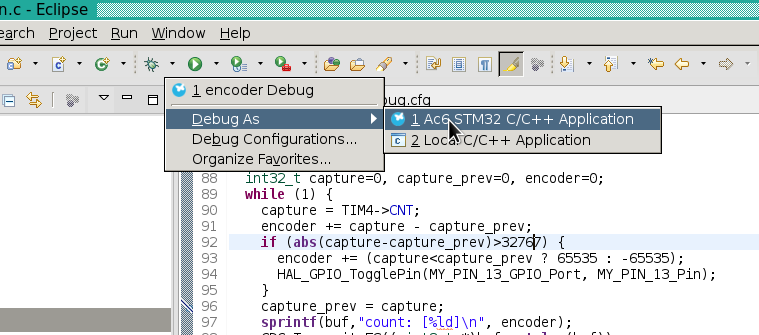 n.c - Eclipse
earch Project Run Window Help
1 encoder Debug
Debug As
Debug Configurations...
Organize Favorites...
bug.cfg
1 Ac6 STM32 C/C++ Application
2 Local C/C++ Application
88 int32_t capture=0, capture_prev=0, encoder=0;
89 while (1) {
90 capture = TIM4->CNT;
91 encoder += capture - capture_prev;
92 if (abs(capture-capture_prev)>32767) {
93 encoder += (capture<capture_prev ? 65535 : -65535);
94 HAL_GPIO_TogglePin(MY_PIN_13_GPIO_Port, MY_PIN_13_Pin);
95 }
96 capture_prev = capture;
97 sprintf(buf,"count: [%ld]\n", encoder);